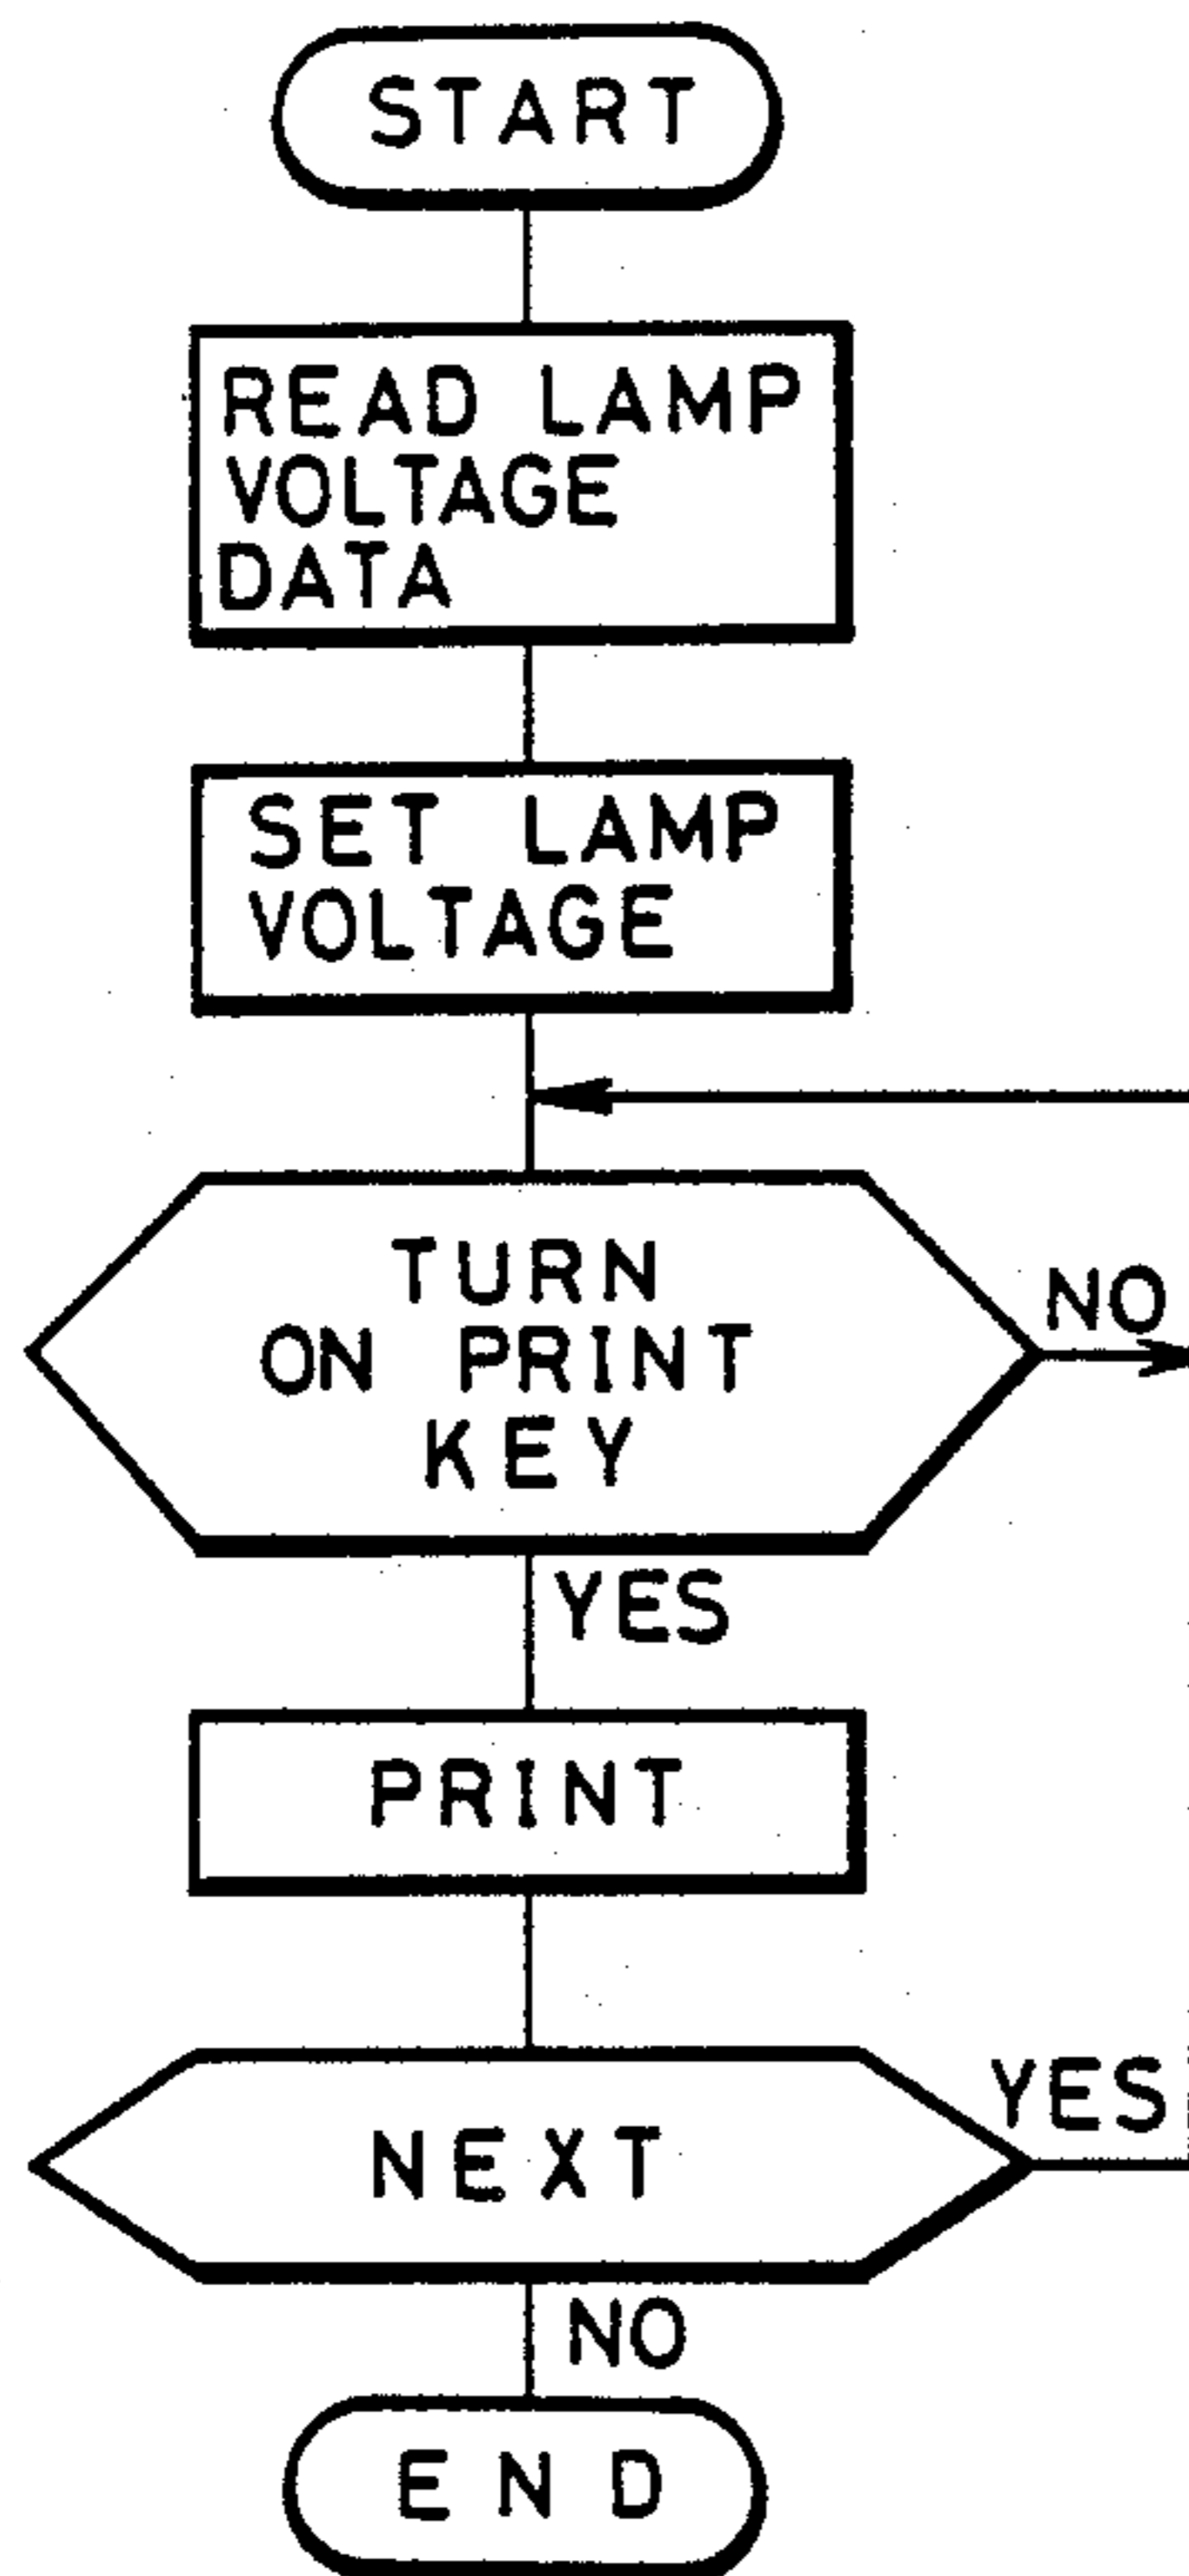 START
READ LAMP
VOLTAGE
DATA
SET LAMP
VOLTAGE
TURN
ON PRINT
KEY
NO
YES
PRINT
NEXT
YES
NO
END